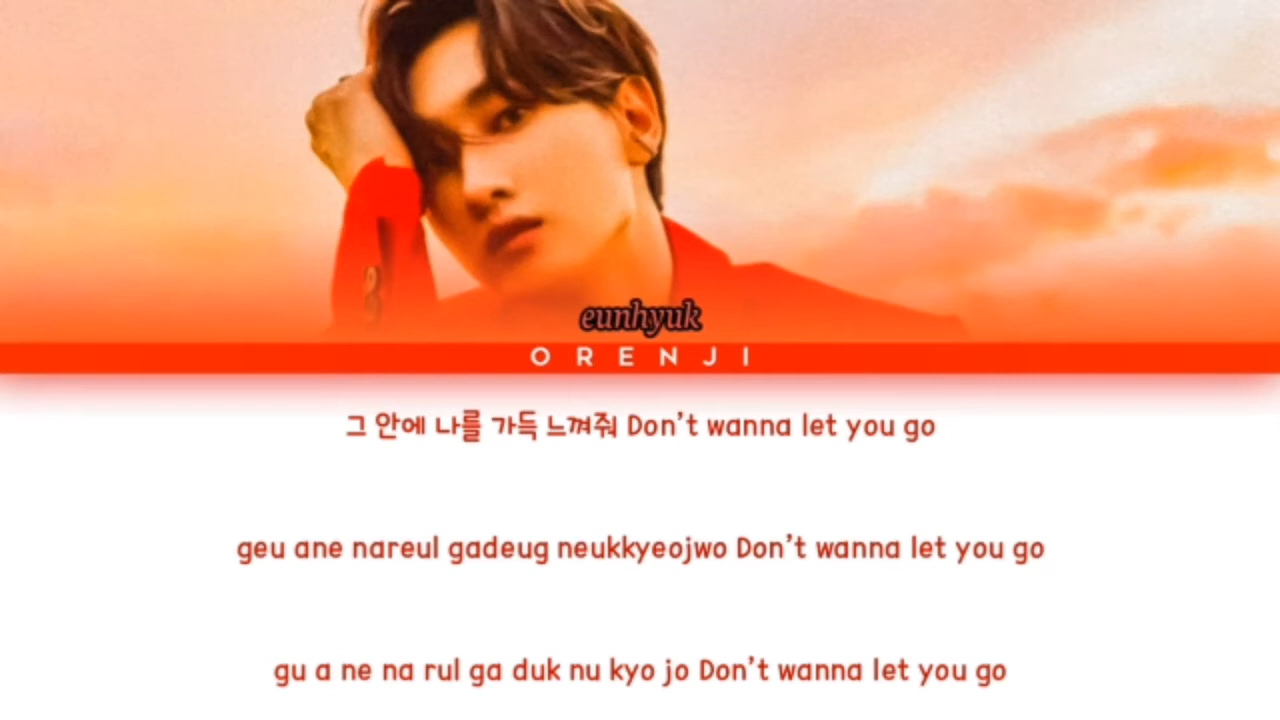 eunhyuk
ORENJI
그 안에 나를 가득 느껴줘 Don't wanna let you go
geu ane nareul gadeug neukkyeojwo Don't wanna let you go
gu a ne na rul ga duk nu kyo jo Don't wanna let you go